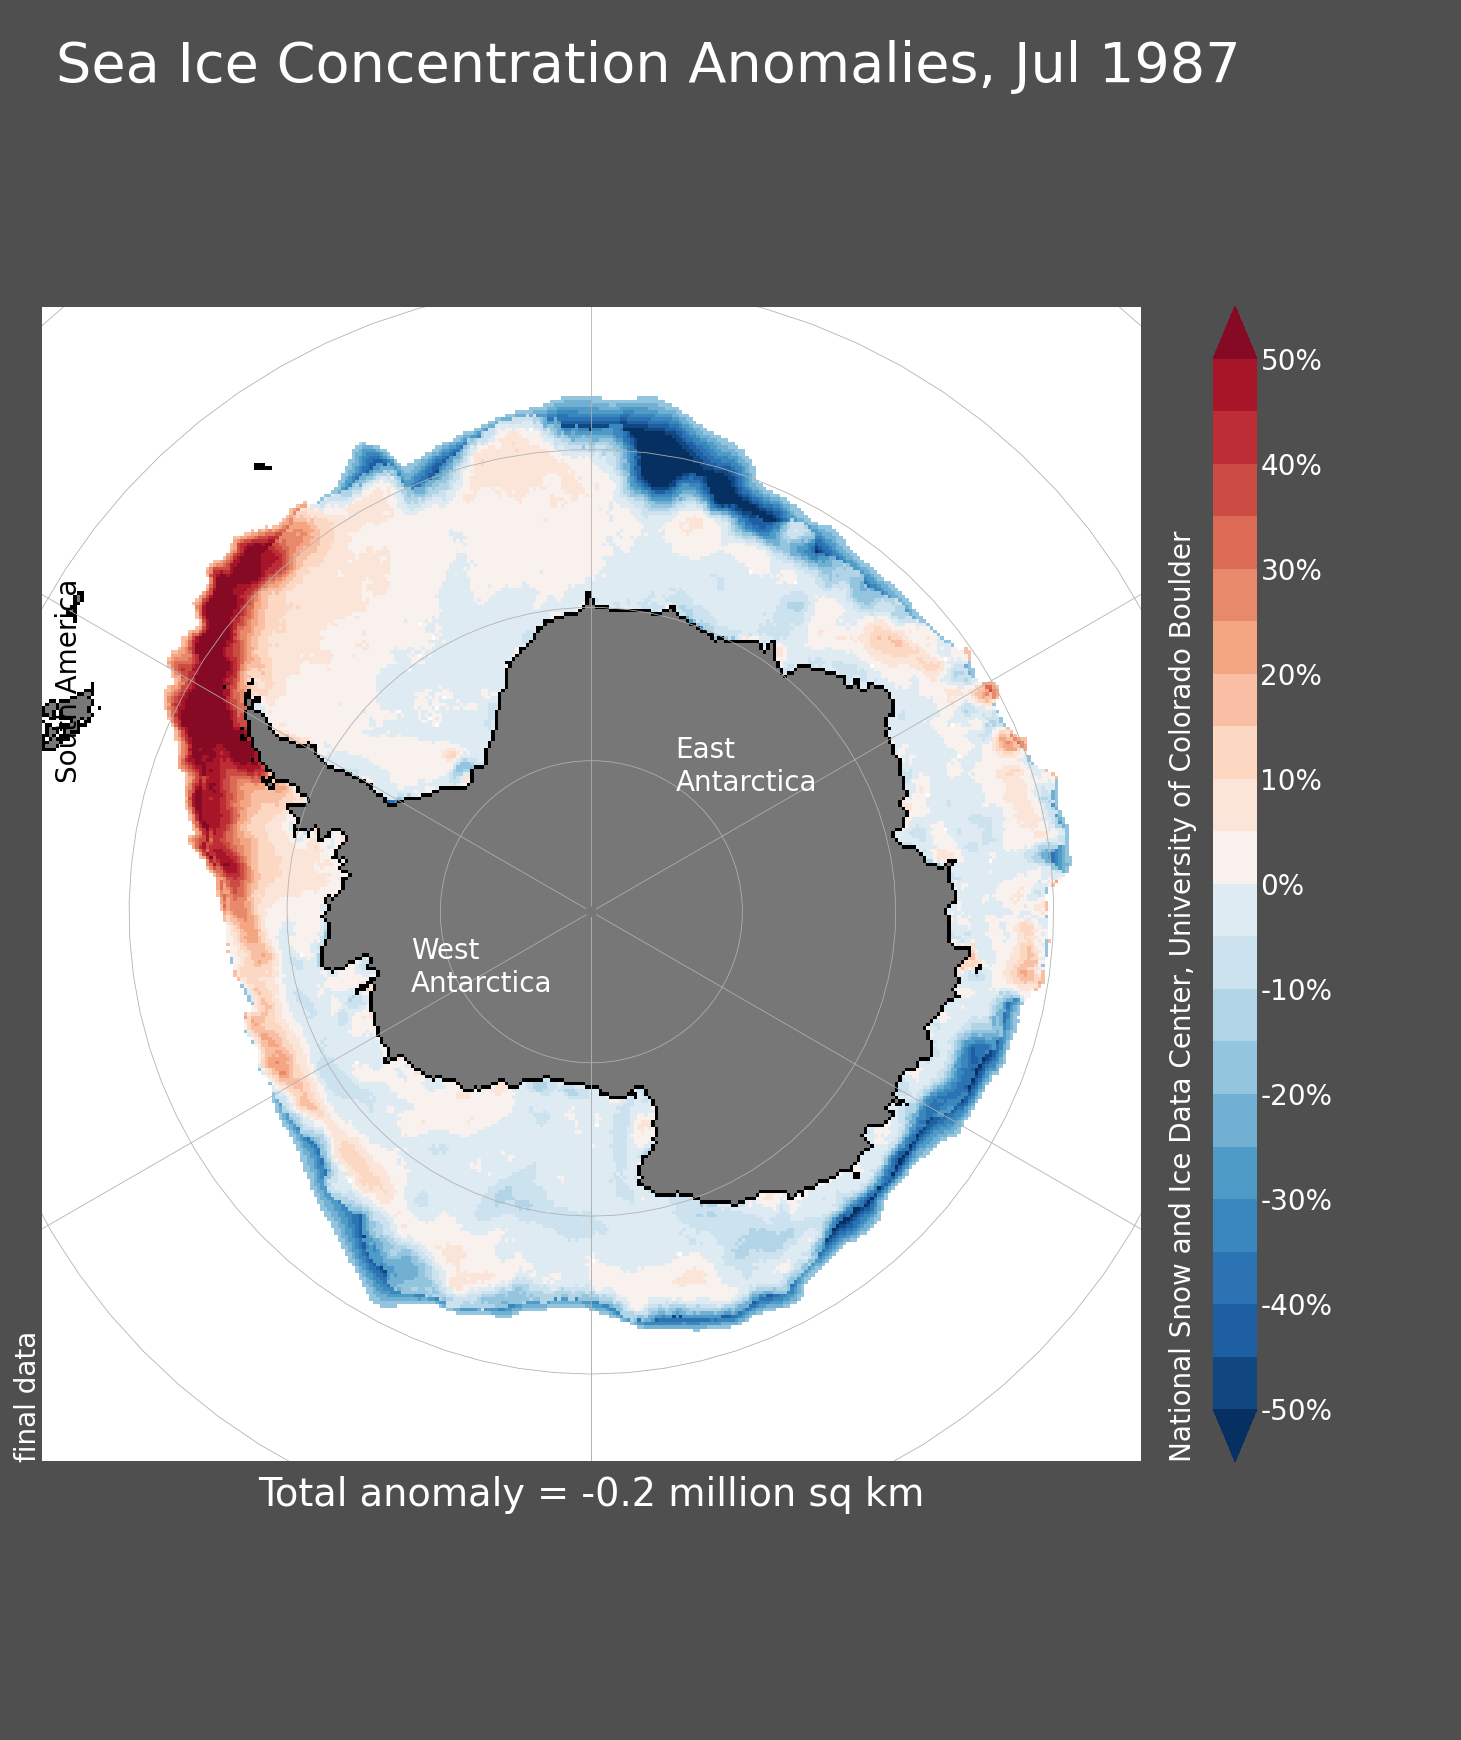 Sea Ice Concentration Anomalies, Jul 1987
South America
East
Antarctica
West
Antarctica
final data
National Snow and Ice Data Center, University of Colorado Boulder
50%
40%
30%
20%
10%
0%
-10%
-20%
-30%
-40%
-50%
Total anomaly = -0.2 million sq km